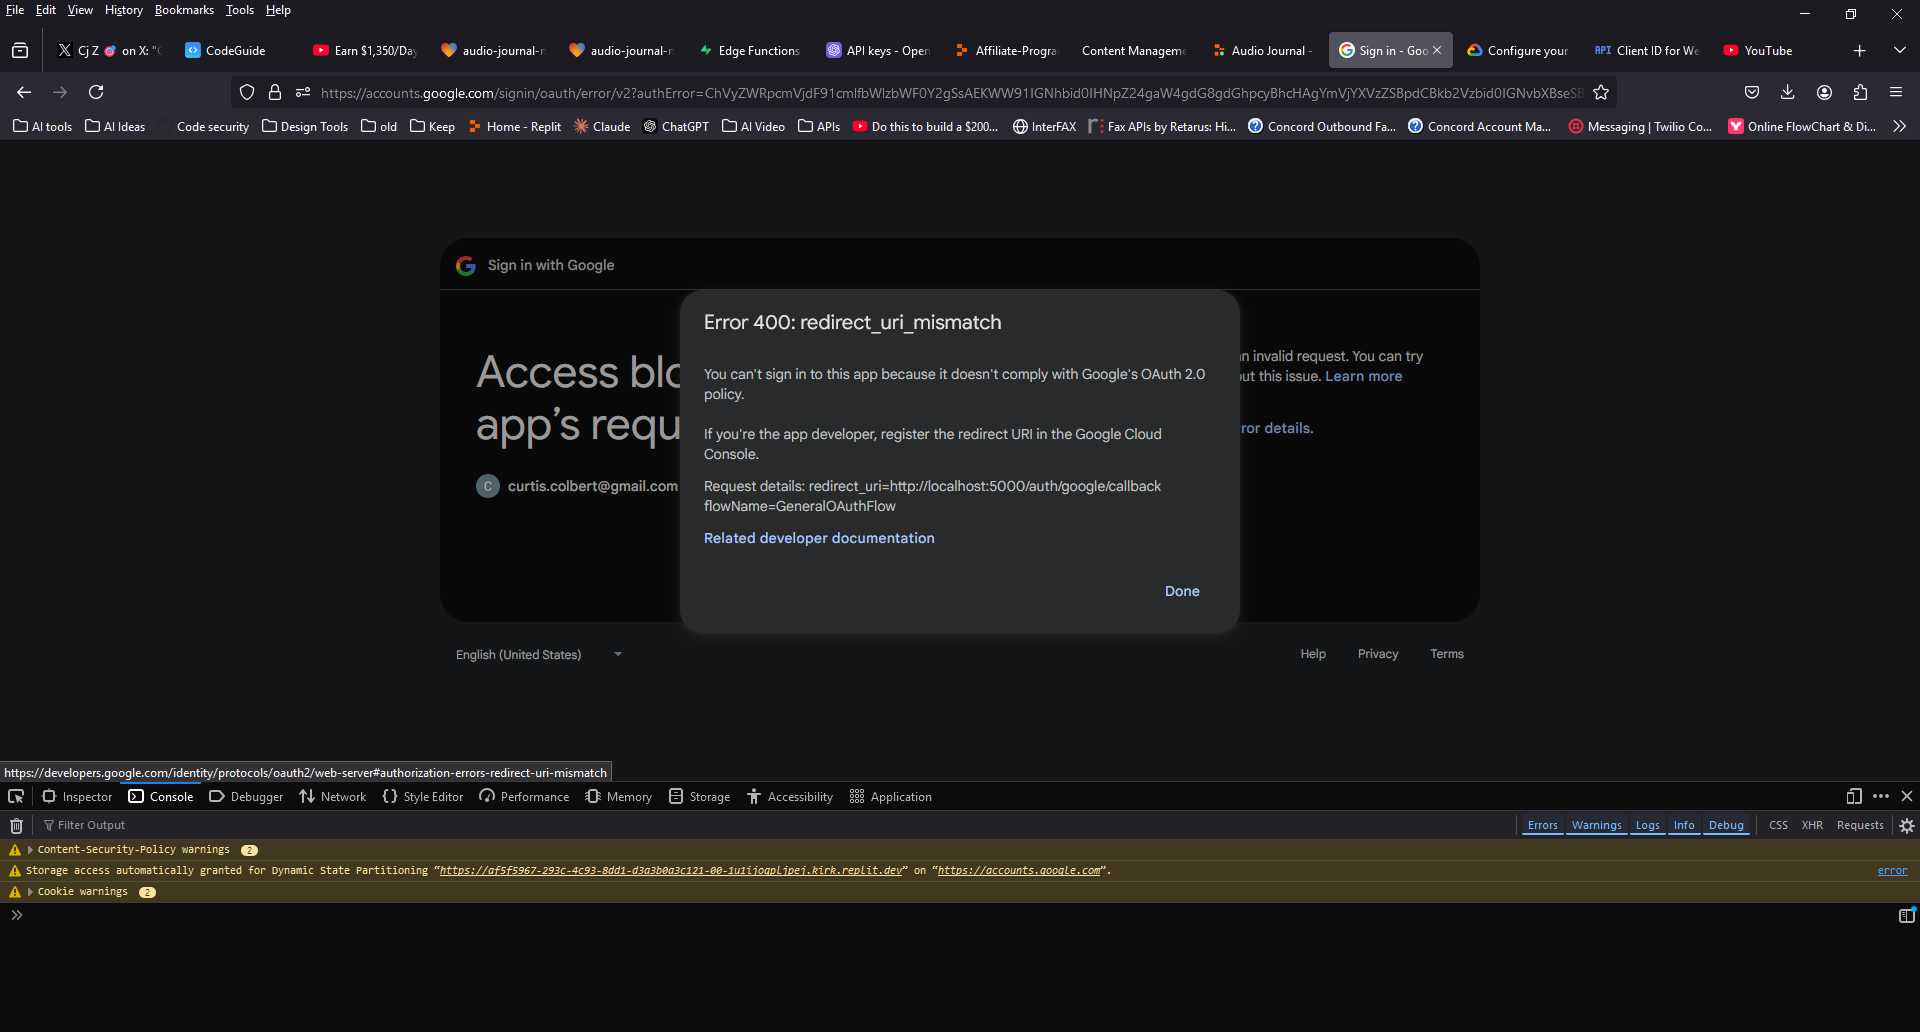 File Edit View History Bookmarks Tools Help
Cj Z 🎯 on X: "C CodeGuide Earn $1,350/Day audio-journal-n audio-journal-n Edge Functions API keys - Open Affiliate-Progra Content Manageme Audio Journal - Sign in - Goo Configure your API Client ID for We YouTube
https://accounts.google.com/signin/oauth/error/v2?authError=
AI tools AI Ideas Code security Design Tools old Keep Home - Replit Claude ChatGPT AI Video APIs Do this to build a $200... InterFAX Fax APIs by Retarus: Hi... Concord Outbound Fa... Concord Account Ma... Messaging | Twilio Co... Online FlowChart & Di...
Sign in with Google
Error 400: redirect_uri_mismatch
Access blo
app's requ
n invalid request. You can try
out this issue. Learn more
ror details.
C curtis.colbert@gmail.com
You can't sign in to this app because it doesn't comply with Google's OAuth 2.0
policy.
If you're the app developer, register the redirect URI in the Google Cloud
Console.
Request details: redirect_uri=http://localhost:5000/auth/google/callback
flowName=GeneralOAuthFlow
Related developer documentation
Done
English (United States) Help Privacy Terms
https://developers.google.com/identity/protocols/oauth2/web-server#authorization-errors-redirect-uri-mismatch
Inspector Console Debugger Network Style Editor Performance Memory Storage Accessibility Application
Filter Output Errors Warnings Logs Info Debug CSS XHR Requests
Content-Security-Policy warnings 2
Storage access automatically granted for Dynamic State Partitioning “https://af5f5967-293c-4c93-8dd1-d3a3b0a3c121-00-1u1ijoqpljpej.kirk.replit.dev” on “https://accounts.google.com”. error
Cookie warnings 2